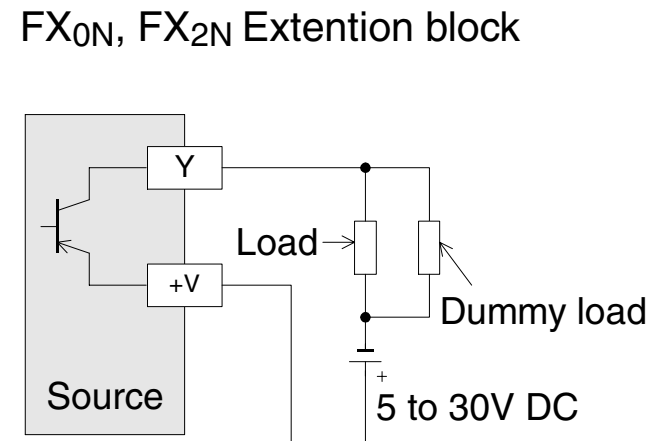 FX0N, FX2N Extention block
Y
Load
+V
Dummy load
+
Source
5 to 30V DC